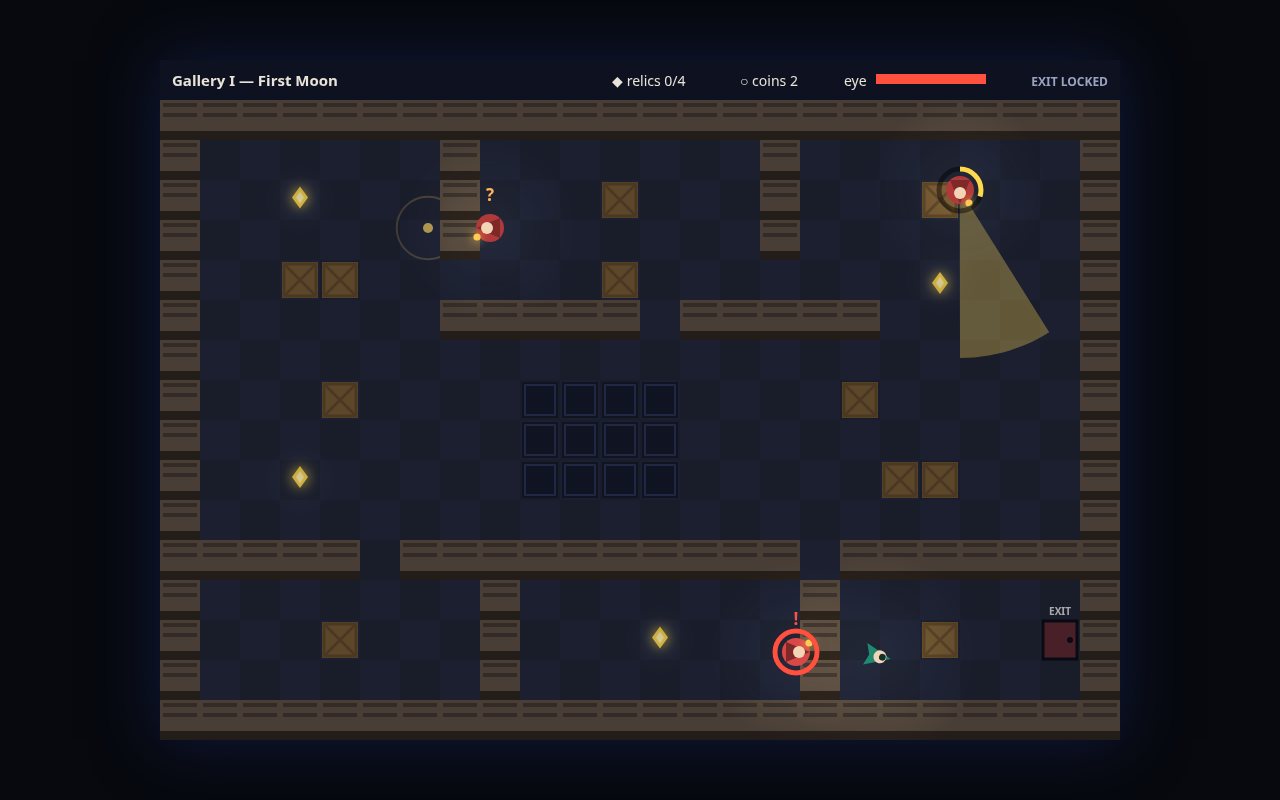 Gallery I — First Moon
◆ relics 0/4
○ coins 2
eye
EXIT LOCKED
?
EXIT
!